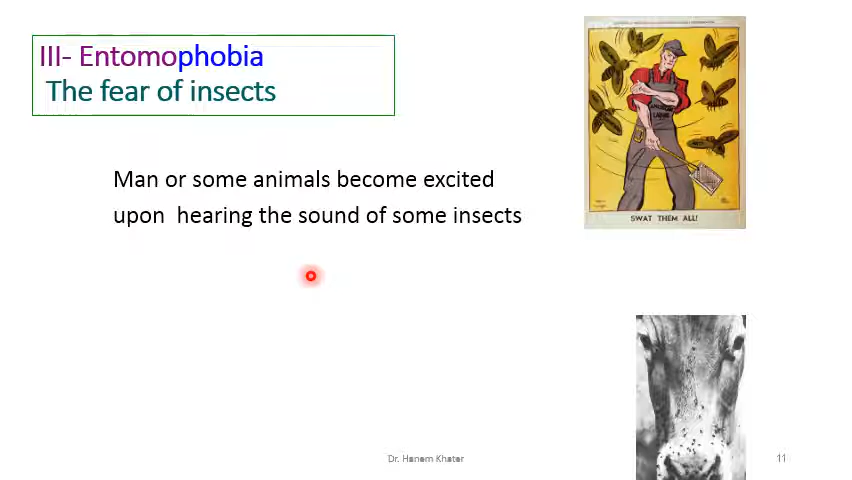 III- Entomophobia
The fear of insects
Man or some animals become excited
upon hearing the sound of some insects
SWAT THEM ALL!
Dr. Hanem Khater
11